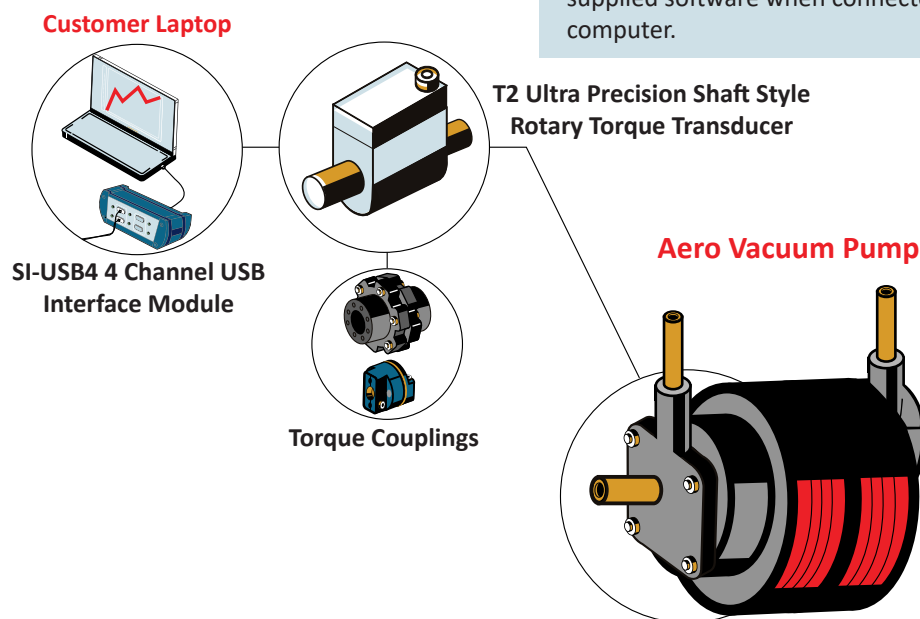 supplied software when
computer.
Customer Laptop
T2 Ultra Precision Shaft Style
Rotary Torque Transducer
Aero Vacuum Pump
SI-USB4 4 Channel USB
Interface Module
Torque Couplings